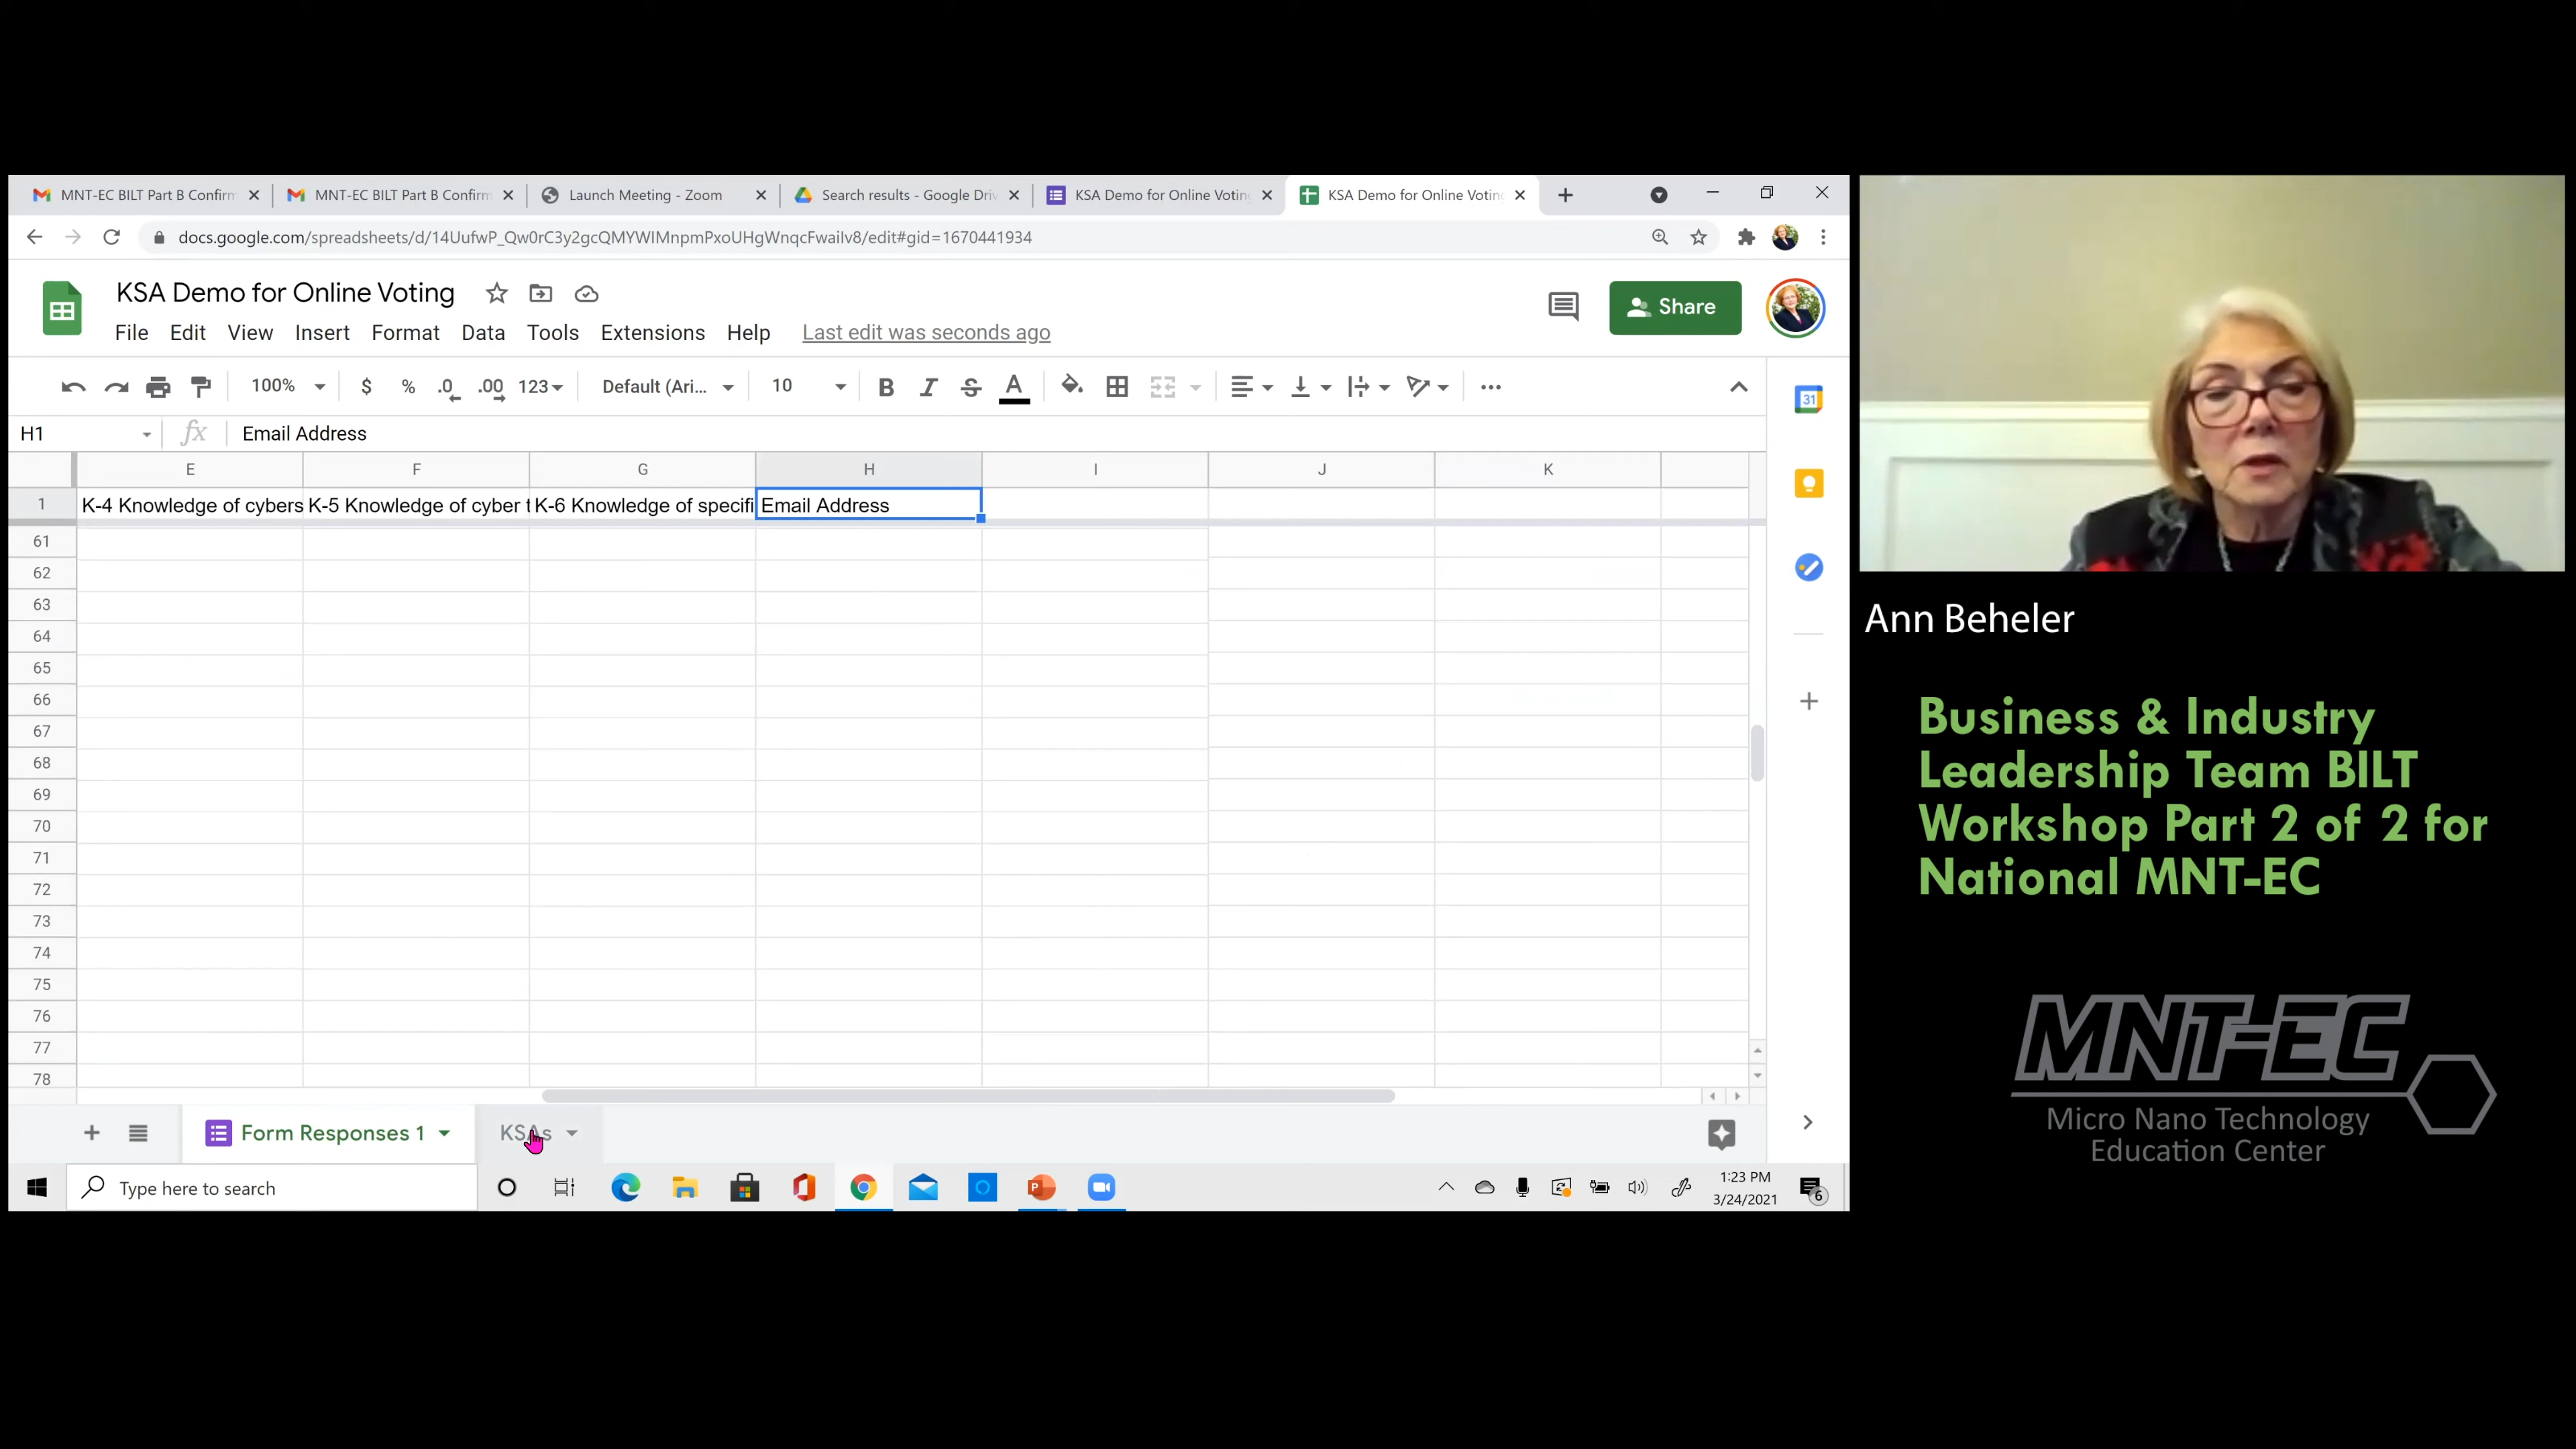 MNT-EC BILT Part B Confirm
MNT-EC BILT Part B Confirm
Launch Meeting - Zoom
Search results - Google Driv
KSA Demo for Online Voting
KSA Demo for Online Voting
docs.google.com/spreadsheets/d/14UufwP_Qw0rC3y2gcQMYWIMnpmPxoUHgWnqcFwailv8/edit#gid=1670441934
KSA Demo for Online Voting
File Edit View Insert Format Data Tools Extensions Help Last edit was seconds ago
Share
100% $ % .0 .00 123 Default (Ari... 10 B I S A
31
H1 fx Email Address
E F G H I J K
1 K-4 Knowledge of cybers K-5 Knowledge of cyber t K-6 Knowledge of specifi Email Address
61
62
63
64
65
66
67
68
69
70
71
72
73
74
75
76
77
78
Form Responses 1 KSAs
Type here to search
1:23 PM
3/24/2021
6
Ann Beheler
Business & Industry
Leadership Team BILT
Workshop Part 2 of 2 for
National MNT-EC
MNT-EC
Micro Nano Technology
Education Center